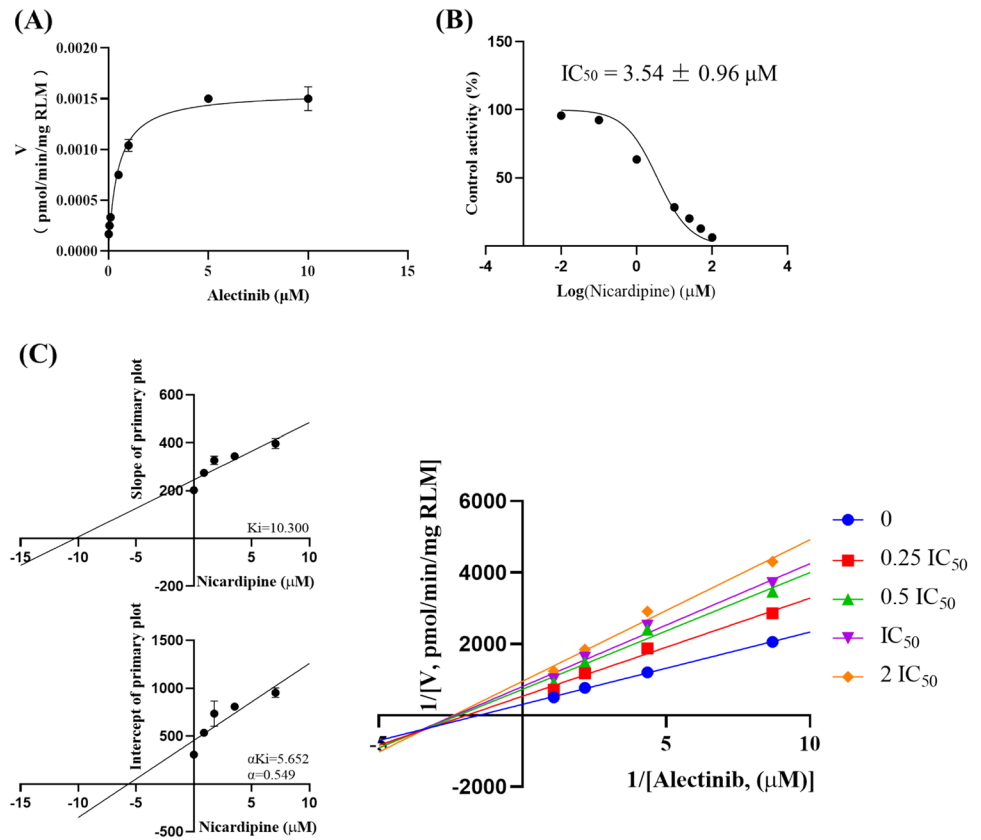 (A)
0.0020
0.0015
0.0010
0.0005
0.0000
V
( pmol/min/mg RLM )
0
5
10
15
Alectinib (μM)
(B)
150
100
50
Control activity (%)
IC50 = 3.54 ± 0.96 μM
-4
-2
0
2
4
Log(Nicardipine) (μM)
(C)
Slope of primary plot
600
400
200
-200
-15
-10
-5
0
5
10
Ki=10.300
Nicardipine (μM)
Intercept of primary plot
1500
1000
500
-500
-15
-10
-5
0
5
10
αKi=5.652
α=0.549
Nicardipine (μM)
1/[V, pmol/min/mg RLM]
6000
4000
2000
-2000
-5
5
10
1/[Alectinib, (μM)]
0
0.25 IC50
0.5 IC50
IC50
2 IC50